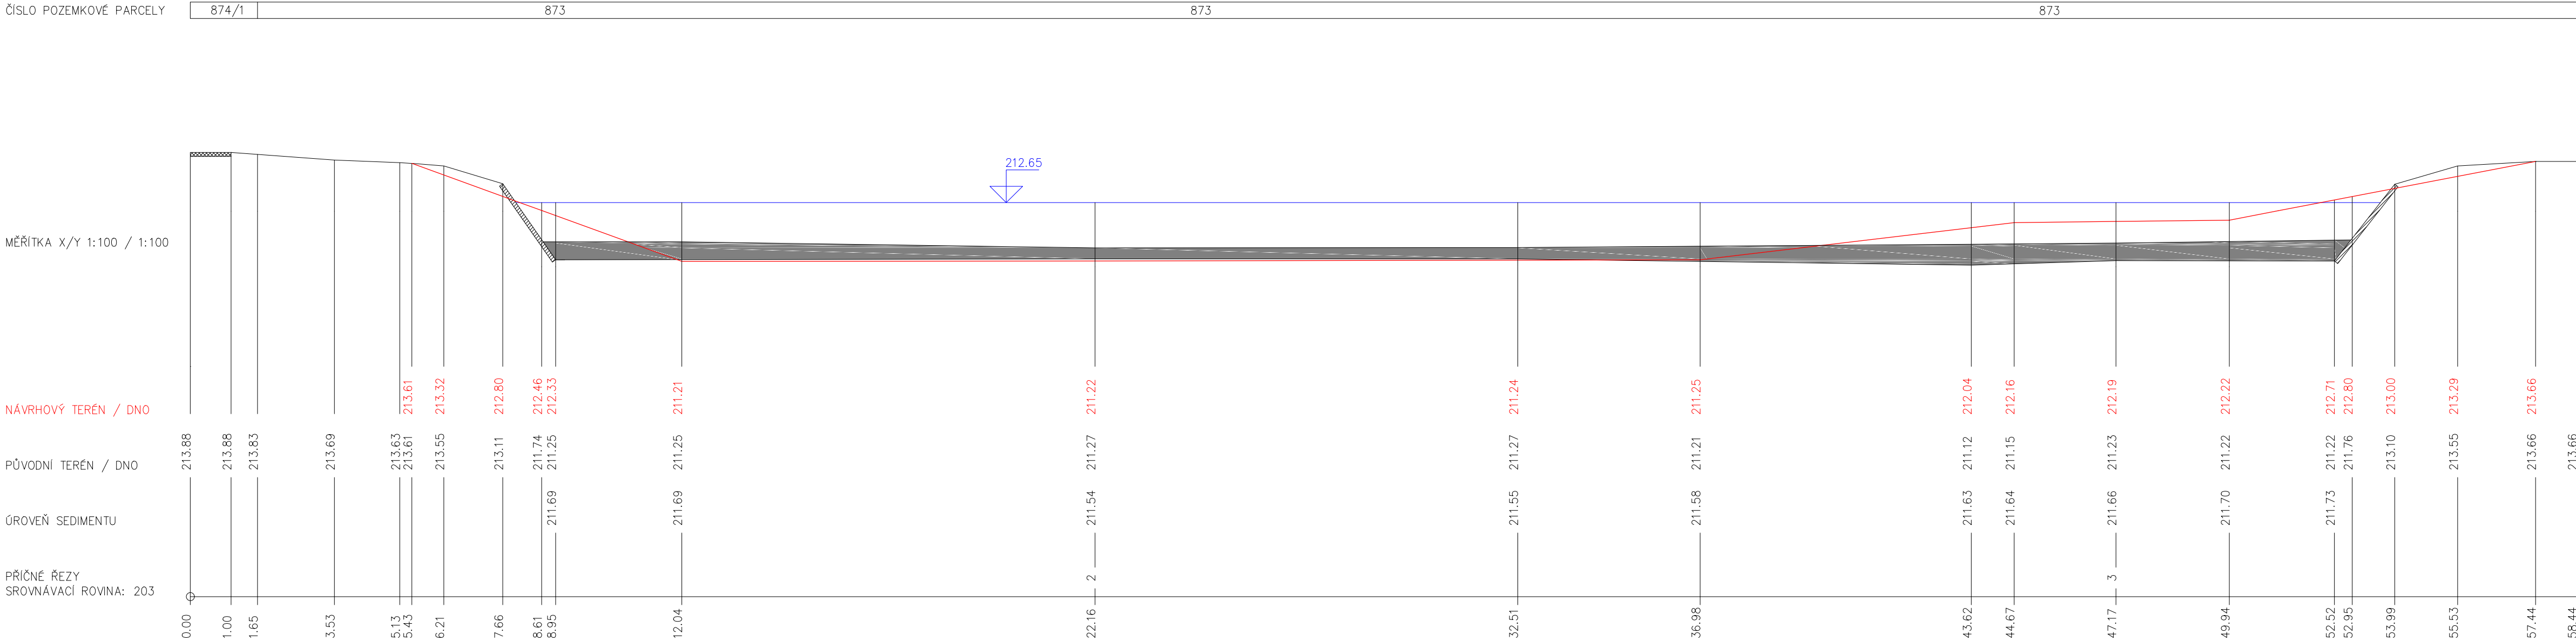 ČÍSLO POZEMKOVÉ PARCELY 874/1 873 873 873
212.65
MĚŘÍTKA X/Y 1:100 / 1:100
NÁVRHOVÝ TERÉN / DNO 213.61 213.32 212.80 212.46 212.33 211.21 211.22 211.24 211.25 212.04 212.16 212.19 212.22 212.71 212.80 213.00 213.29 213.66
PŮVODNÍ TERÉN / DNO 213.88 213.88 213.83 213.69 213.63 213.61 213.55 213.11 211.74 211.25 211.25 211.27 211.27 211.21 211.12 211.15 211.23 211.22 211.22 211.76 213.10 213.55 213.66 213.66
ÚROVEŇ SEDIMENTU 211.69 211.69 211.54 211.55 211.58 211.63 211.64 211.66 211.70 211.73
PŘÍČNÉ ŘEZY 2 3
SROVNÁVACÍ ROVINA: 203
0.00 1.00 1.65 3.53 5.13 5.43 6.21 7.66 8.61 8.95 12.04 22.16 32.51 36.98 43.62 44.67 47.17 49.94 52.52 52.95 53.99 55.53 57.44 58.44